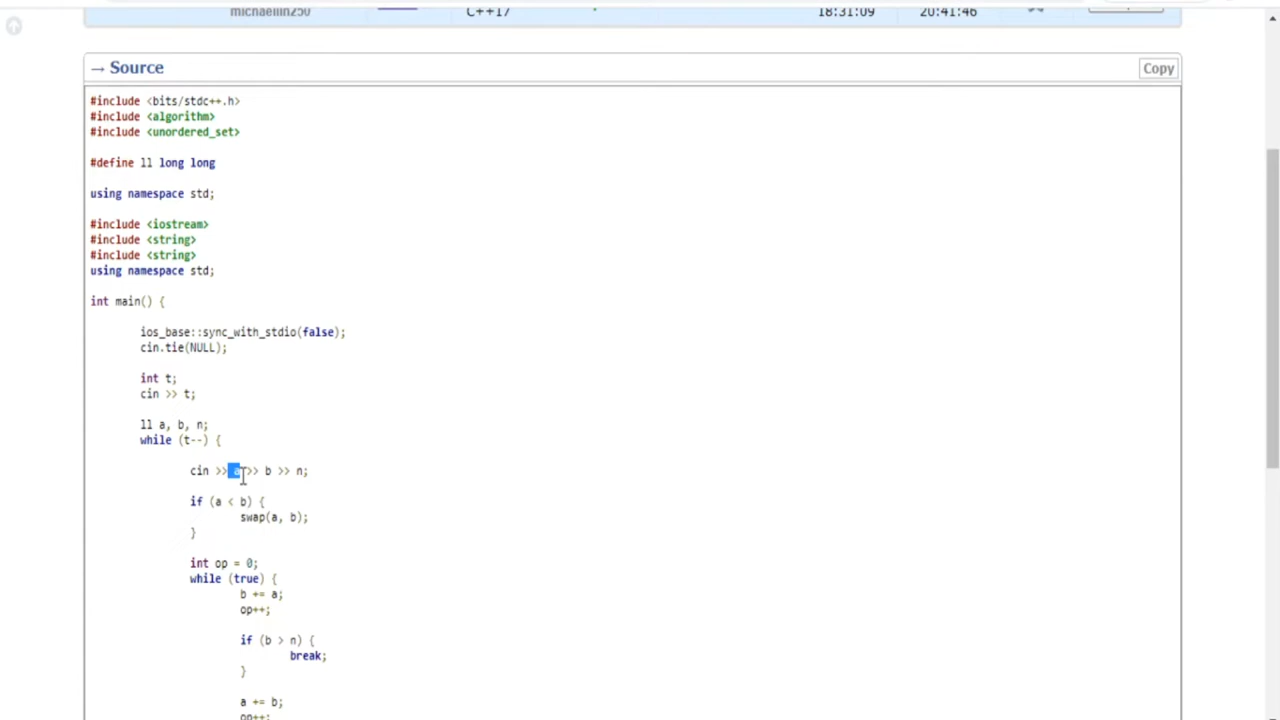 michaellin250 C++17 18:31:09 20:41:46
→ Source Copy
#include <bits/stdc++.h>
#include <algorithm>
#include <unordered_set>
#define ll long long
using namespace std;
#include <iostream>
#include <string>
#include <string>
using namespace std;
int main() {
ios_base::sync_with_stdio(false);
cin.tie(NULL);
int t;
cin >> t;
ll a, b, n;
while (t--) {
cin >> a >> b >> n;
if (a < b) {
swap(a, b);
}
int op = 0;
while (true) {
b += a;
op++;
if (b > n) {
break;
}
a += b;
op++;